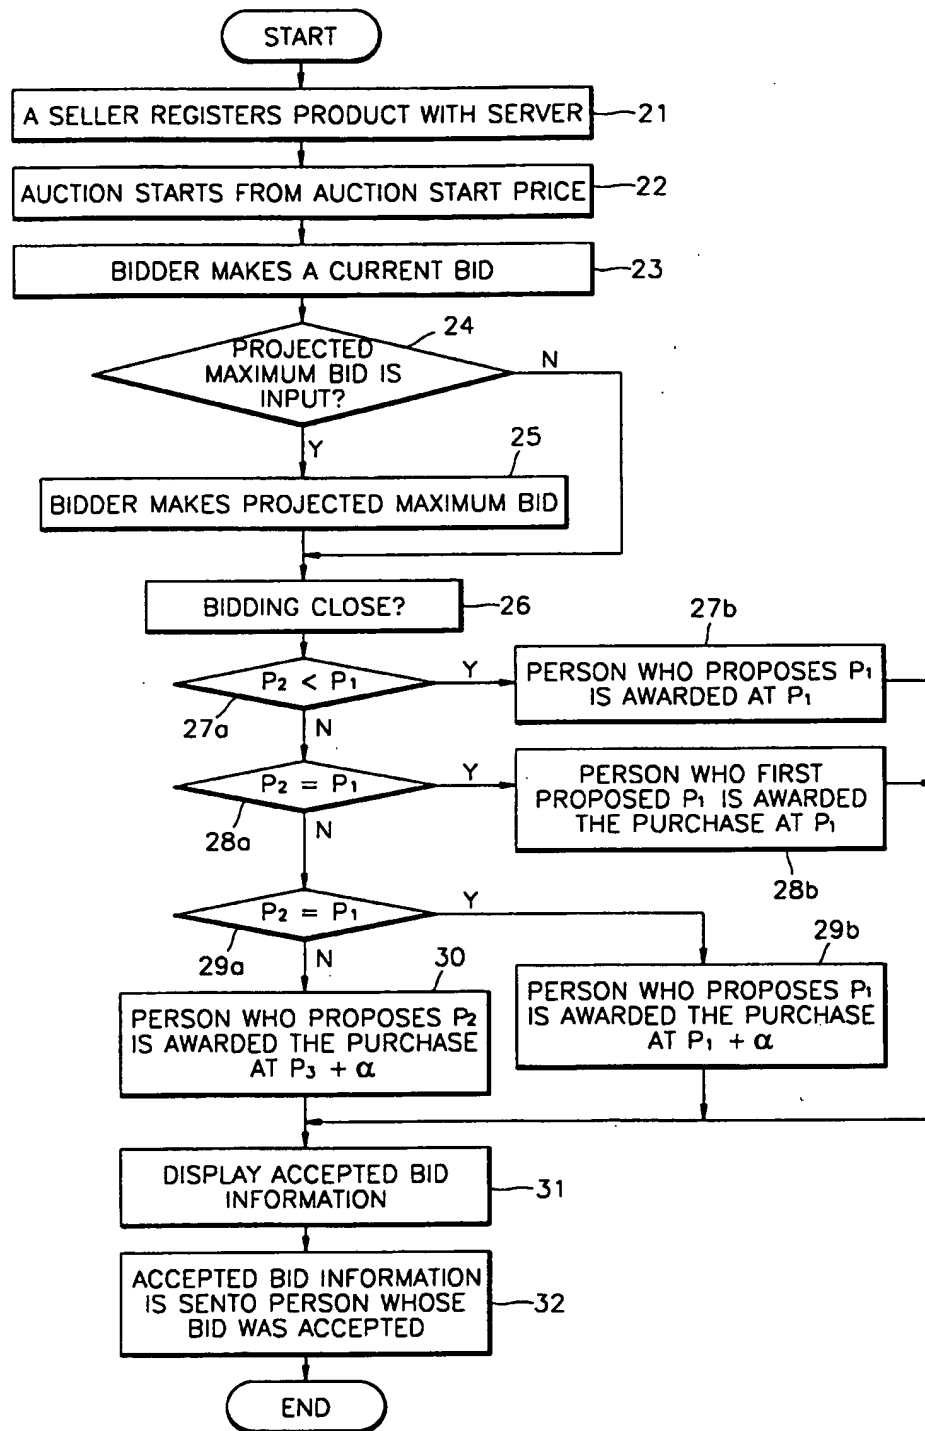 START
A SELLER REGISTERS PRODUCT WITH SERVER
21
AUCTION STARTS FROM AUCTION START PRICE
22
BIDDER MAKES A CURRENT BID
23
24
PROJECTED
MAXIMUM BID IS
INPUT?
N
Y
25
BIDDER MAKES PROJECTED MAXIMUM BID
BIDDING CLOSE?
26
27b
P₂ < P₁
Y
PERSON WHO PROPOSES P₁
IS AWARDED AT P₁
27a
N
P₂ = P₁
Y
PERSON WHO FIRST
PROPOSED P₁ IS AWARDED
THE PURCHASE AT P₁
28a
N
28b
P₂ = P₁
Y
29a
N
30
29b
PERSON WHO PROPOSES P₂
IS AWARDED THE PURCHASE
AT P₃ + α
PERSON WHO PROPOSES P₁
IS AWARDED THE PURCHASE
AT P₁ + α
DISPLAY ACCEPTED BID
INFORMATION
31
ACCEPTED BID INFORMATION
IS SENTO PERSON WHOSE
BID WAS ACCEPTED
32
END